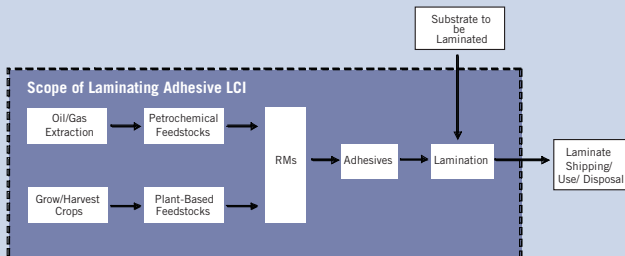 Substrate to
be
Laminated
Scope of Laminating Adhesive LCI
Oil/Gas
Extraction
Petrochemical
Feedstocks
RMs
Adhesives
Lamination
Laminate
Shipping/
Use/ Disposal
Grow/Harvest
Crops
Plant-Based
Feedstocks